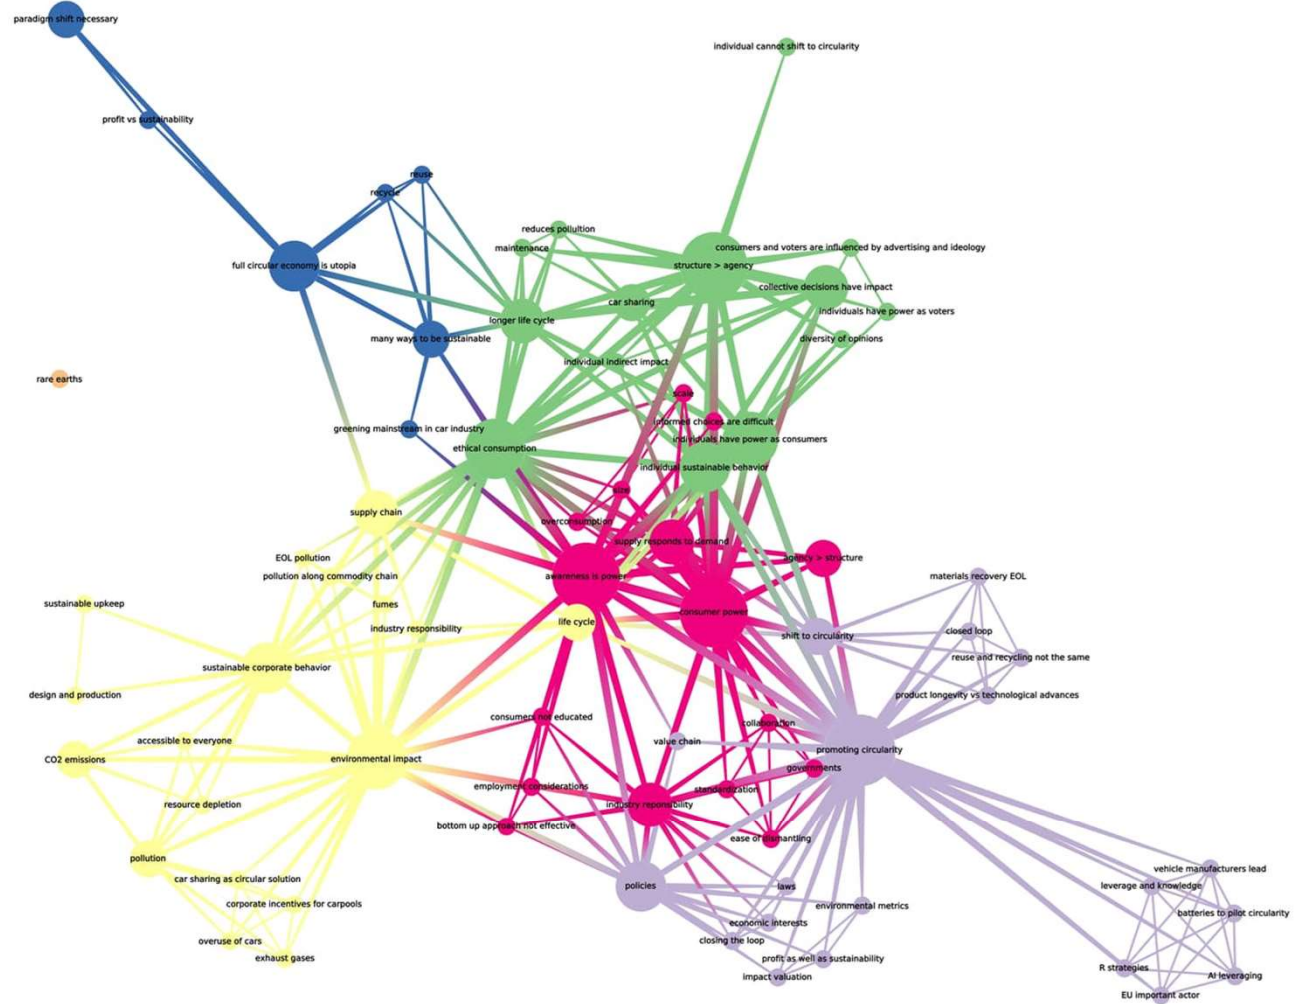 paradigm shift necessary
individual cannot shift to circularity
profit vs sustainability
reuse
recycle
reduces pollultion
maintenance
consumers and voters are influenced by advertising and ideology
full circular economy is utopia
structure > agency
collective decisions have impact
car sharing
individuals have power as voters
longer life cycle
many ways to be sustainable
diversity of opinions
individual indirect impact
rare earths
scale
informed choices are difficult
greening mainstream in car industry
individuals have power as consumers
ethical consumption
individual sustainable behavior
size
supply chain
overconsumption
supply responds to demand
EOL pollution
agency > structure
pollution along commodity chain
awareness is power
materials recovery EOL
sustainable upkeep
fumes
consumer power
life cycle
industry responsibility
shift to circularity
closed loop
reuse and recycling not the same
sustainable corporate behavior
design and production
product longevity vs technological advances
consumers not educated
collaboration
accessible to everyone
value chain
promoting circularity
CO2 emissions
environmental impact
governments
employment considerations
standardization
resource depletion
industry reponsibility
bottom up approach not effective
ease of dismantling
pollution
vehicle manufacturers lead
car sharing as circular solution
policies
laws
leverage and knowledge
corporate incentives for carpools
environmental metrics
batteries to pilot circularity
economic interests
overuse of cars
closing the loop
exhaust gases
profit as well as sustainability
R strategies
impact valuation
AI leveraging
EU important actor